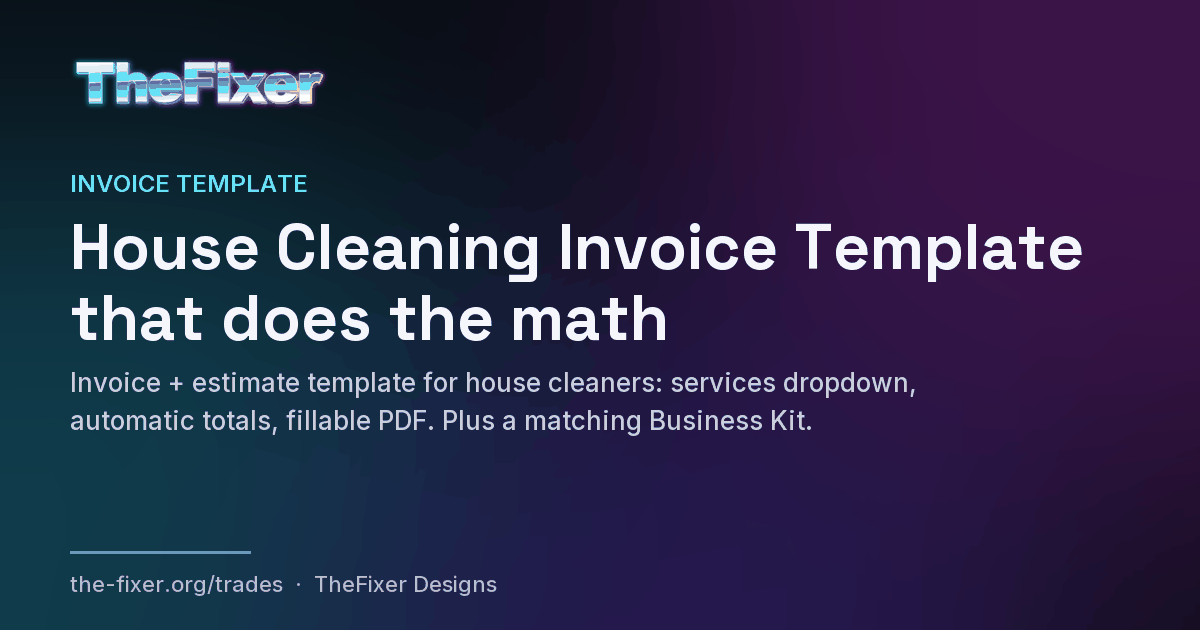 TheFixer
INVOICE TEMPLATE
House Cleaning Invoice Template
that does the math
Invoice + estimate template for house cleaners: services dropdown,
automatic totals, fillable PDF. Plus a matching Business Kit.
the-fixer.org/trades · TheFixer Designs